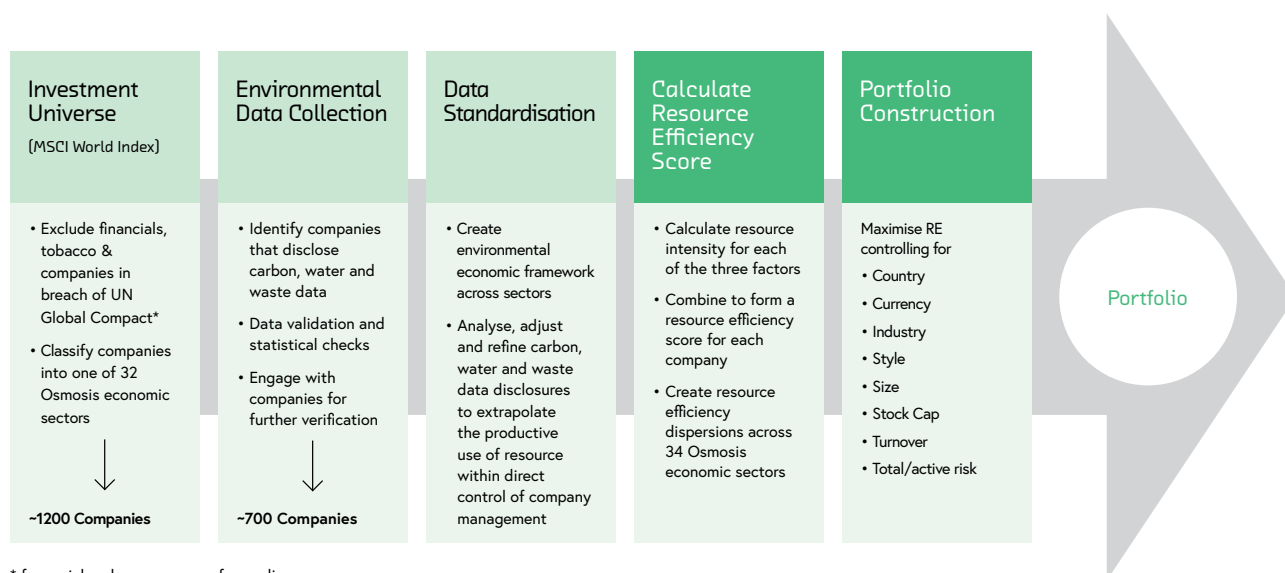 Investment
Universe
(MSCI World Index)
• Exclude financials,
tobacco &
companies in
breach of UN
Global Compact*
• Classify companies
into one of 32
Osmosis economic
sectors
~1200 Companies
Environmental
Data Collection
• Identify companies
that disclose
carbon, water and
waste data
• Data validation and
statistical checks
• Engage with
companies for
further verification
~700 Companies
Data
Standardisation
• Create
environmental
economic framework
across sectors
• Analyse, adjust
and refine carbon,
water and waste
data disclosures
to extrapolate
the productive
use of resource
within direct
control of company
management
Calculate
Resource
Efficiency
Score
• Calculate resource
intensity for each
of the three factors
• Combine to form a
resource efficiency
score for each
company
• Create resource
efficiency
dispersions across
34 Osmosis
economic sectors
Portfolio
Construction
Maximise RE
controlling for
• Country
• Currency
• Industry
• Style
• Size
• Stock Cap
• Turnover
• Total/active risk
Portfolio